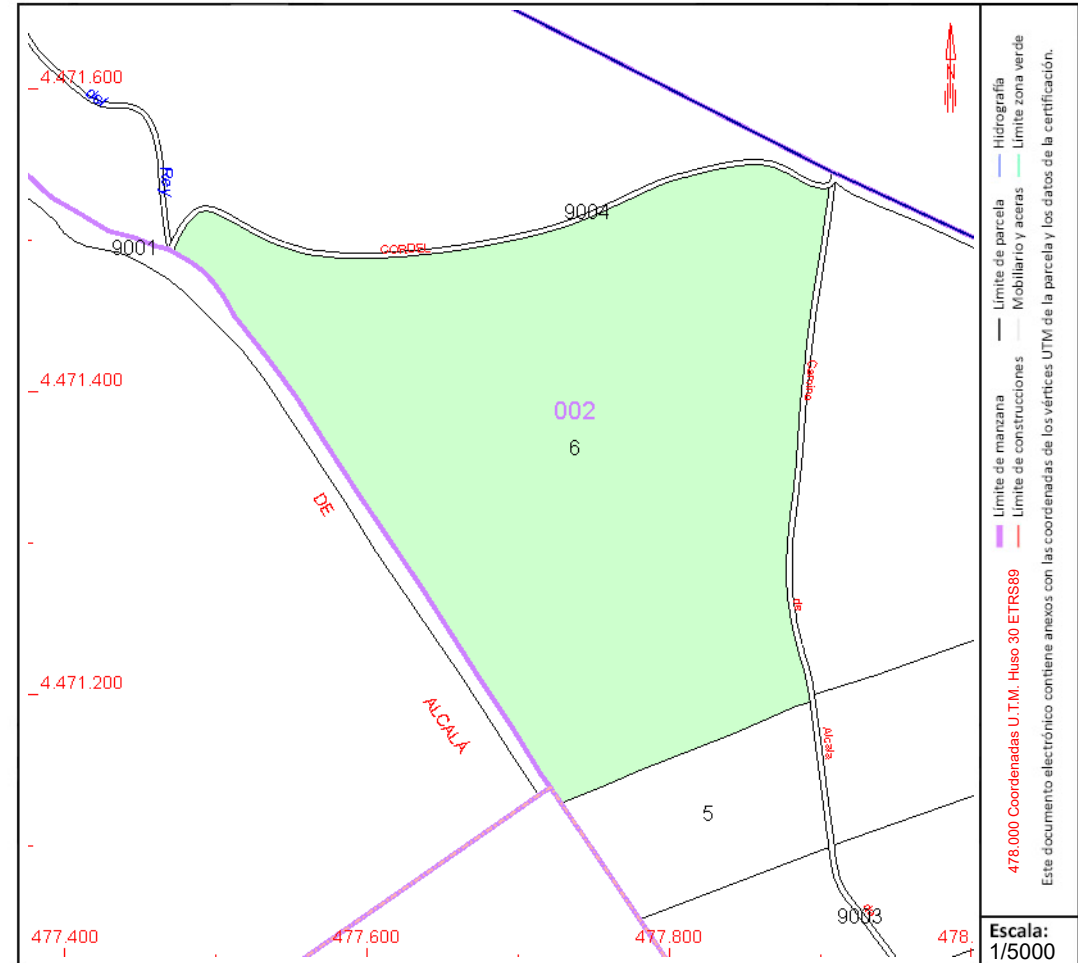 4.471.600
del
Rey
N
9001
9004
CORDEL
4.471.400
Camino
002
6
DE
de
4.471.200
ALCALÁ
Alcala
5
9003
de
477.400
477.600
477.800
478.
478.000 Coordenadas U.T.M. Huso 30 ETRS89
Límite de manzana
Límite de parcela
Hidrografía
Límite de construcciones
Mobiliario y aceras
Límite zona verde
Este documento electrónico contiene anexos con las coordenadas de los vértices UTM de la parcela y los datos de la certificación.
Escala:
1/5000